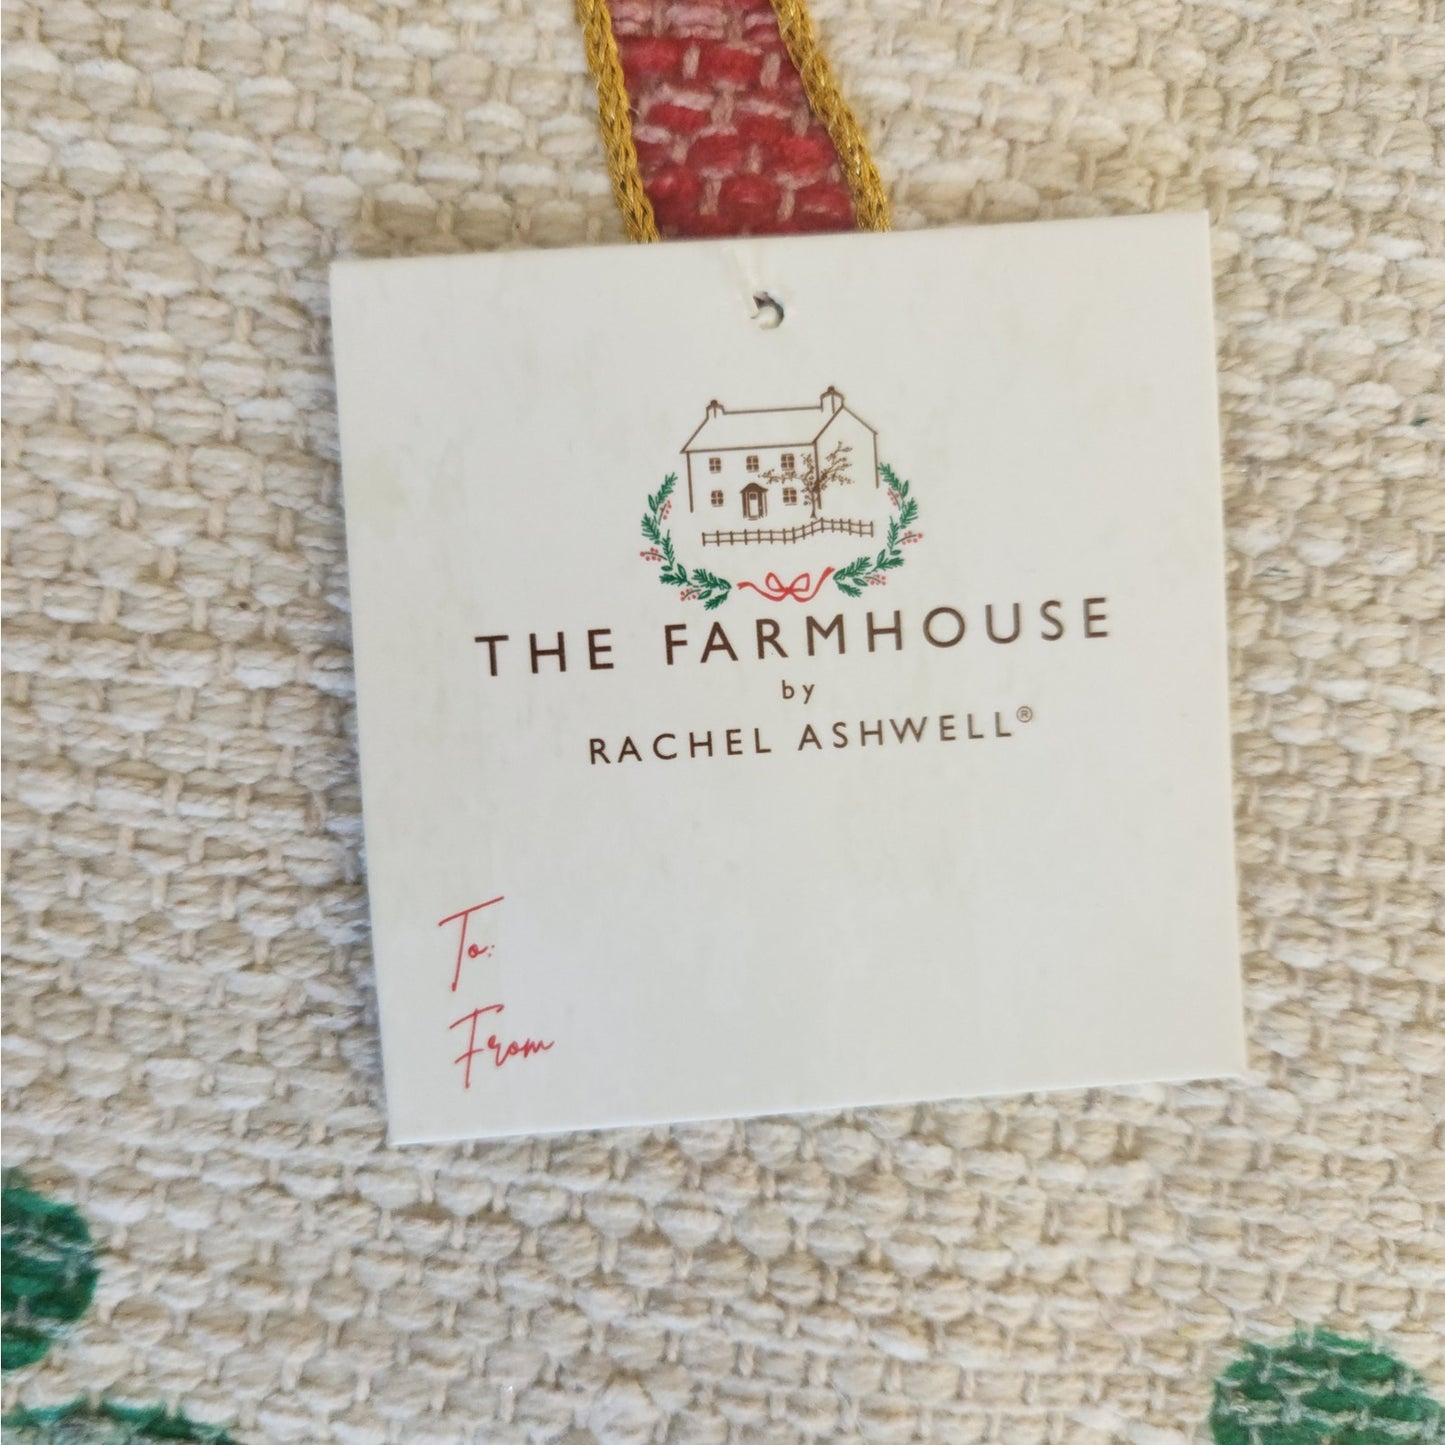 THE FARMHOUSE
by
RACHEL ASHWELL®
To:
From